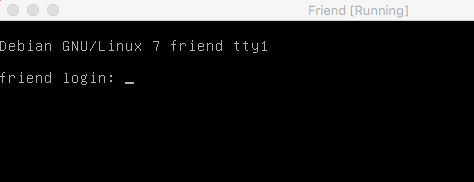 Friend [Running]
Debian GNU/Linux 7 friend tty1
friend login: _